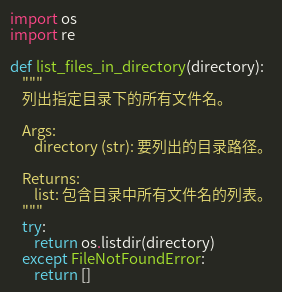 import os
import re

def list_files_in_directory(directory):
    """
    列出指定目录下的所有文件名。

    Args:
        directory (str): 要列出的目录路径。

    Returns:
        list: 包含目录中所有文件名的列表。
    """
    try:
        return os.listdir(directory)
    except FileNotFoundError:
        return []